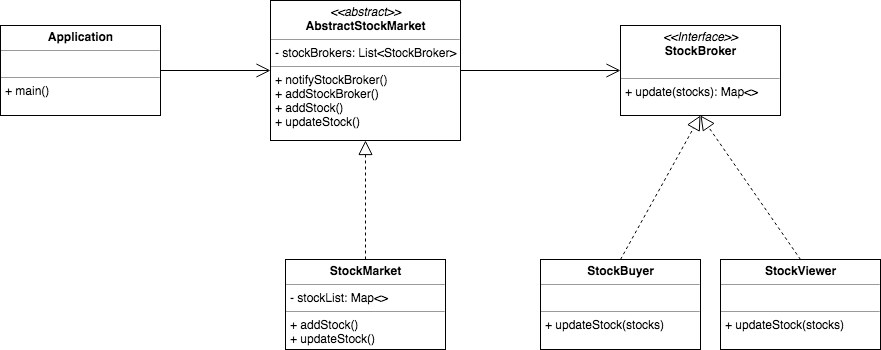 Application
+ main()
<<abstract>>
AbstractStockMarket
- stockBrokers: List<StockBroker>
+ notifyStockBroker()
+ addStockBroker()
+ addStock()
+ updateStock()
<<Interface>>
StockBroker
+ update(stocks): Map<>
StockMarket
- stockList: Map<>
+ addStock()
+ updateStock()
StockBuyer
+ updateStock(stocks)
StockViewer
+ updateStock(stocks)